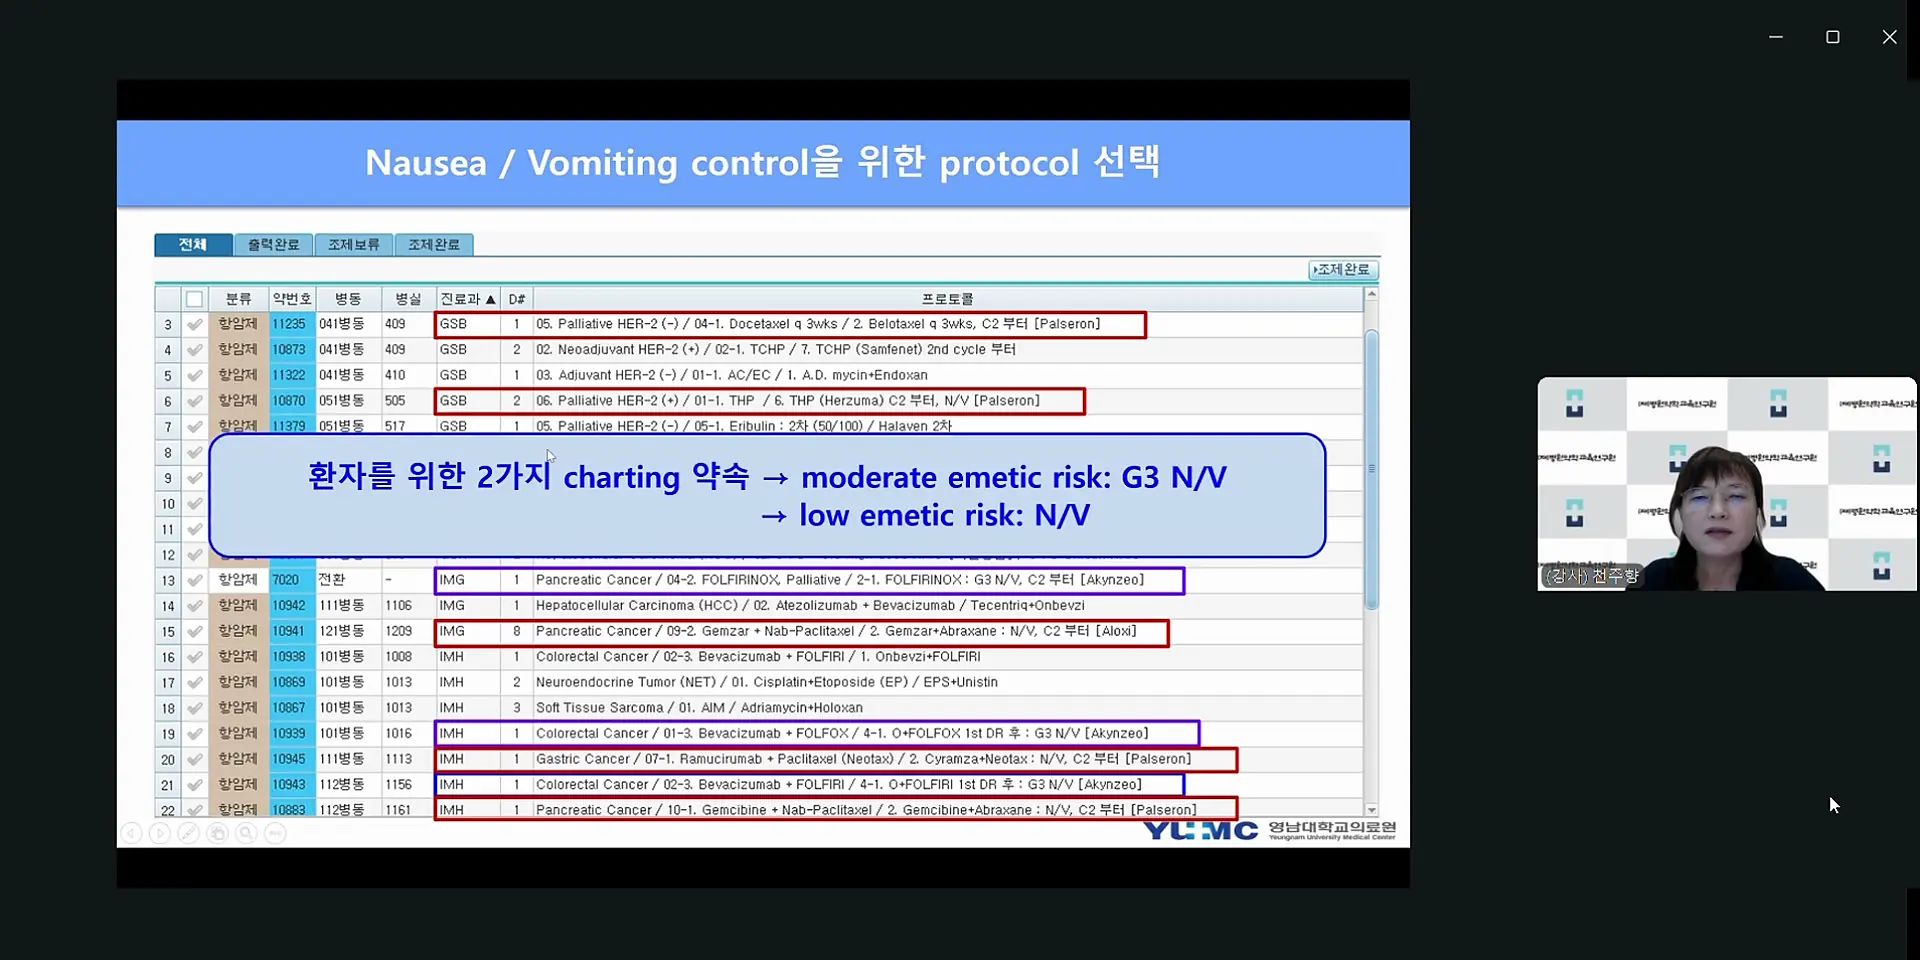 Nausea / Vomiting control을 위한 protocol 선택
전체 출력완료 조제보류 조제완료
조제완료
분류 약번호 병동 병실 진료과 ▲ D# 프로토콜
3 항암제 11235 041병동 409 GSB 1 05. Palliative HER-2 (-) / 04-1. Docetaxel q 3wks / 2. Belotaxel q 3wks, C2 부터 [Palseron]
4 항암제 10873 041병동 409 GSB 2 02. Neoadjuvant HER-2 (+) / 02-1. TCHP / 7. TCHP (Samfenet) 2nd cycle 부터
5 항암제 11322 041병동 410 GSB 1 03. Adjuvant HER-2 (-) / 01-1. AC/EC / 1. A.D. mycin+Endoxan
6 항암제 10870 051병동 505 GSB 2 06. Palliative HER-2 (+) / 01-1. THP / 6. THP (Herzuma) C2 부터, N/V [Palseron]
7 항암제 11379 051병동 517 GSB 1 05. Palliative HER-2 (-) / 05-1. Eribulin : 2차 (50/100) / Halaven 2차
8
9
10
11
12
환자를 위한 2가지 charting 약속 → moderate emetic risk: G3 N/V
→ low emetic risk: N/V
13 항암제 7020 전환 - IMG 1 Pancreatic Cancer / 04-2. FOLFIRINOX, Palliative / 2-1. FOLFIRINOX : G3 N/V, C2 부터 [Akynzeo]
14 항암제 10942 111병동 1106 IMG 1 Hepatocellular Carcinoma (HCC) / 02. Atezolizumab + Bevacizumab / Tecentriq+Onbevzi
15 항암제 10941 121병동 1209 IMG 8 Pancreatic Cancer / 09-2. Gemzar + Nab-Paclitaxel / 2. Gemzar+Abraxane : N/V, C2 부터 [Aloxi]
16 항암제 10938 101병동 1008 IMH 1 Colorectal Cancer / 02-3. Bevacizumab + FOLFIRI / 1. Onbevzi+FOLFIRI
17 항암제 10869 101병동 1013 IMH 2 Neuroendocrine Tumor (NET) / 01. Cisplatin+Etoposide (EP) / EPS+Unistin
18 항암제 10867 101병동 1013 IMH 3 Soft Tissue Sarcoma / 01. AIM / Adriamycin+Holoxan
19 항암제 10939 101병동 1016 IMH 1 Colorectal Cancer / 01-3. Bevacizumab + FOLFOX / 4-1. O+FOLFOX 1st DR 후 : G3 N/V [Akynzeo]
20 항암제 10945 111병동 1113 IMH 1 Gastric Cancer / 07-1. Ramucirumab + Paclitaxel (Neotax) / 2. Cyramza+Neotax : N/V, C2 부터 [Palseron]
21 항암제 10943 112병동 1156 IMH 1 Colorectal Cancer / 02-3. Bevacizumab + FOLFIRI / 4-1. O+FOLFIRI 1st DR 후 : G3 N/V [Akynzeo]
22 항암제 10883 112병동 1161 IMH 1 Pancreatic Cancer / 10-1. Gemcibine + Nab-Paclitaxel / 2. Gemcibine+Abraxane : N/V, C2 부터 [Palseron]
YUMC 영남대학교의료원
Yeungnam University Medical Center
(재)병원약학교육연구원
(강사) 천주향